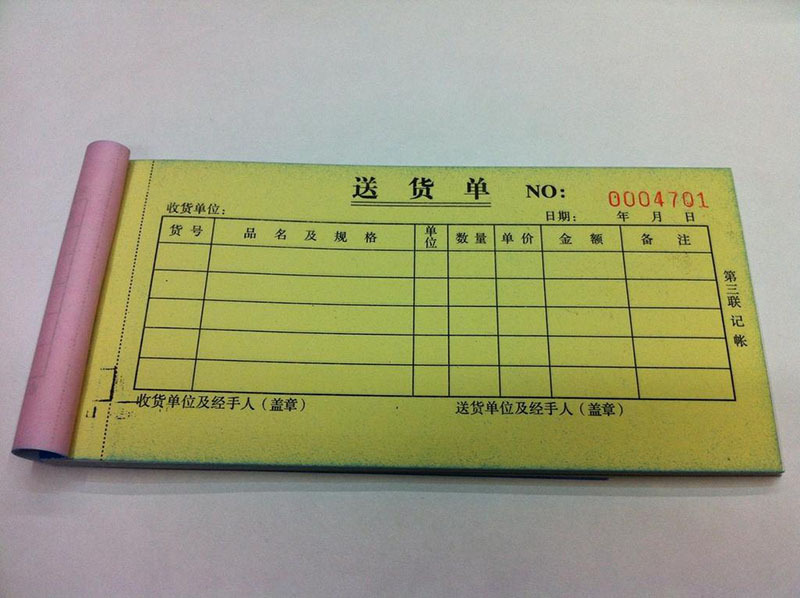 送货单 NO: 0004701
收货单位: 日期: 年 月 日
货号 品名及规格 单位 数量 单价 金额 备注
第三联 记帐
收货单位及经手人(盖章) 送货单位及经手人(盖章)